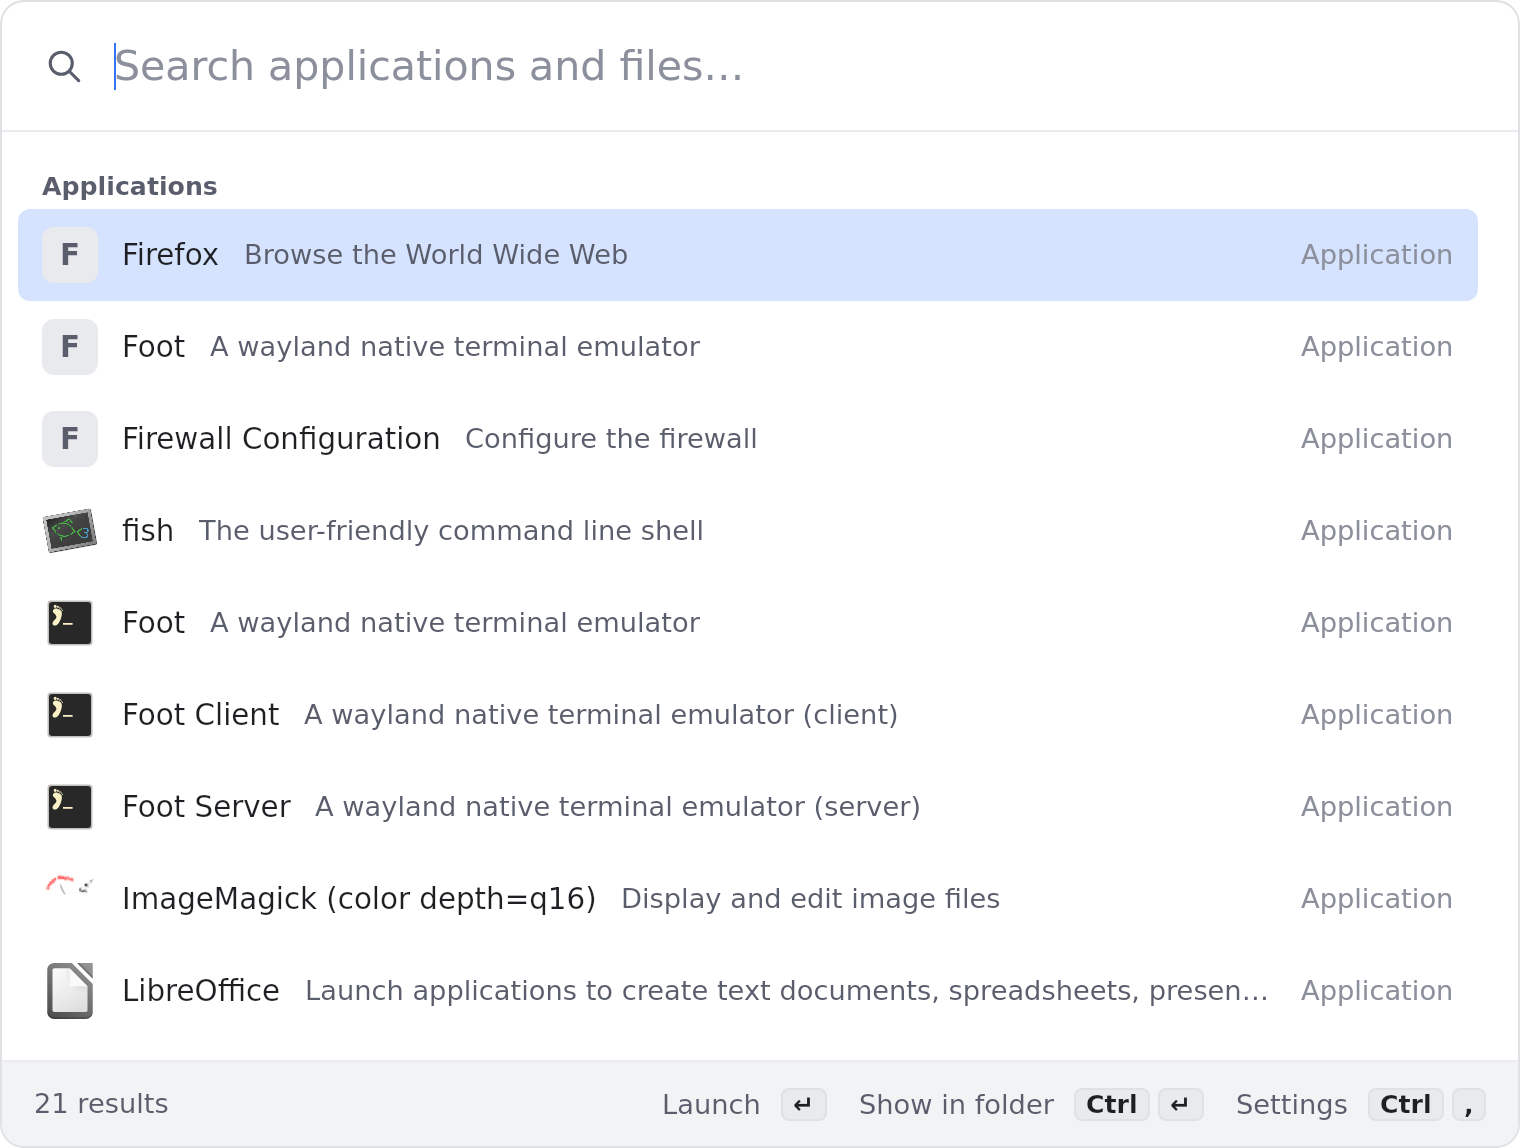 Search applications and files...
Applications
F Firefox Browse the World Wide Web Application
F Foot A wayland native terminal emulator Application
F Firewall Configuration Configure the firewall Application
fish The user-friendly command line shell Application
Foot A wayland native terminal emulator Application
Foot Client A wayland native terminal emulator (client) Application
Foot Server A wayland native terminal emulator (server) Application
ImageMagick (color depth=q16) Display and edit image files Application
LibreOffice Launch applications to create text documents, spreadsheets, presen... Application
21 results Launch ↵ Show in folder Ctrl ↵ Settings Ctrl ,